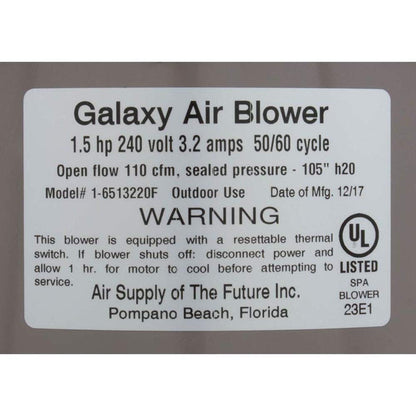 Galaxy Air Blower
1.5 hp 240 volt 3.2 amps 50/60 cycle
Open flow 110 cfm, sealed pressure - 105" h20
Model# 1-6513220F Outdoor Use Date of Mfg. 12/17
WARNING
This blower is equipped with a resettable thermal
switch. If blower shuts off: disconnect power and
allow 1 hr. for motor to cool before attempting to
service.
Air Supply of The Future Inc.
Pompano Beach, Florida
UL
LISTED
SPA
BLOWER
23E1